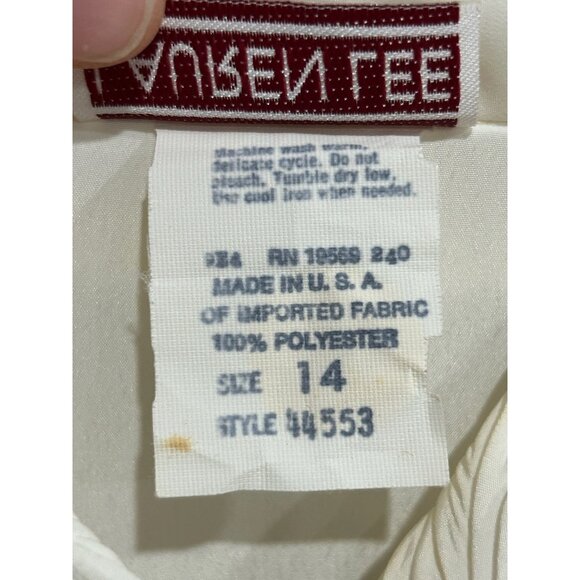 LAUREN LEE
Machine wash warm,
delicate cycle. Do not
bleach. Tumble dry low,
Use cool iron when needed.
RN 19569 240
MADE IN U. S. A.
OF IMPORTED FABRIC
100% POLYESTER
SIZE 14
STYLE 44553